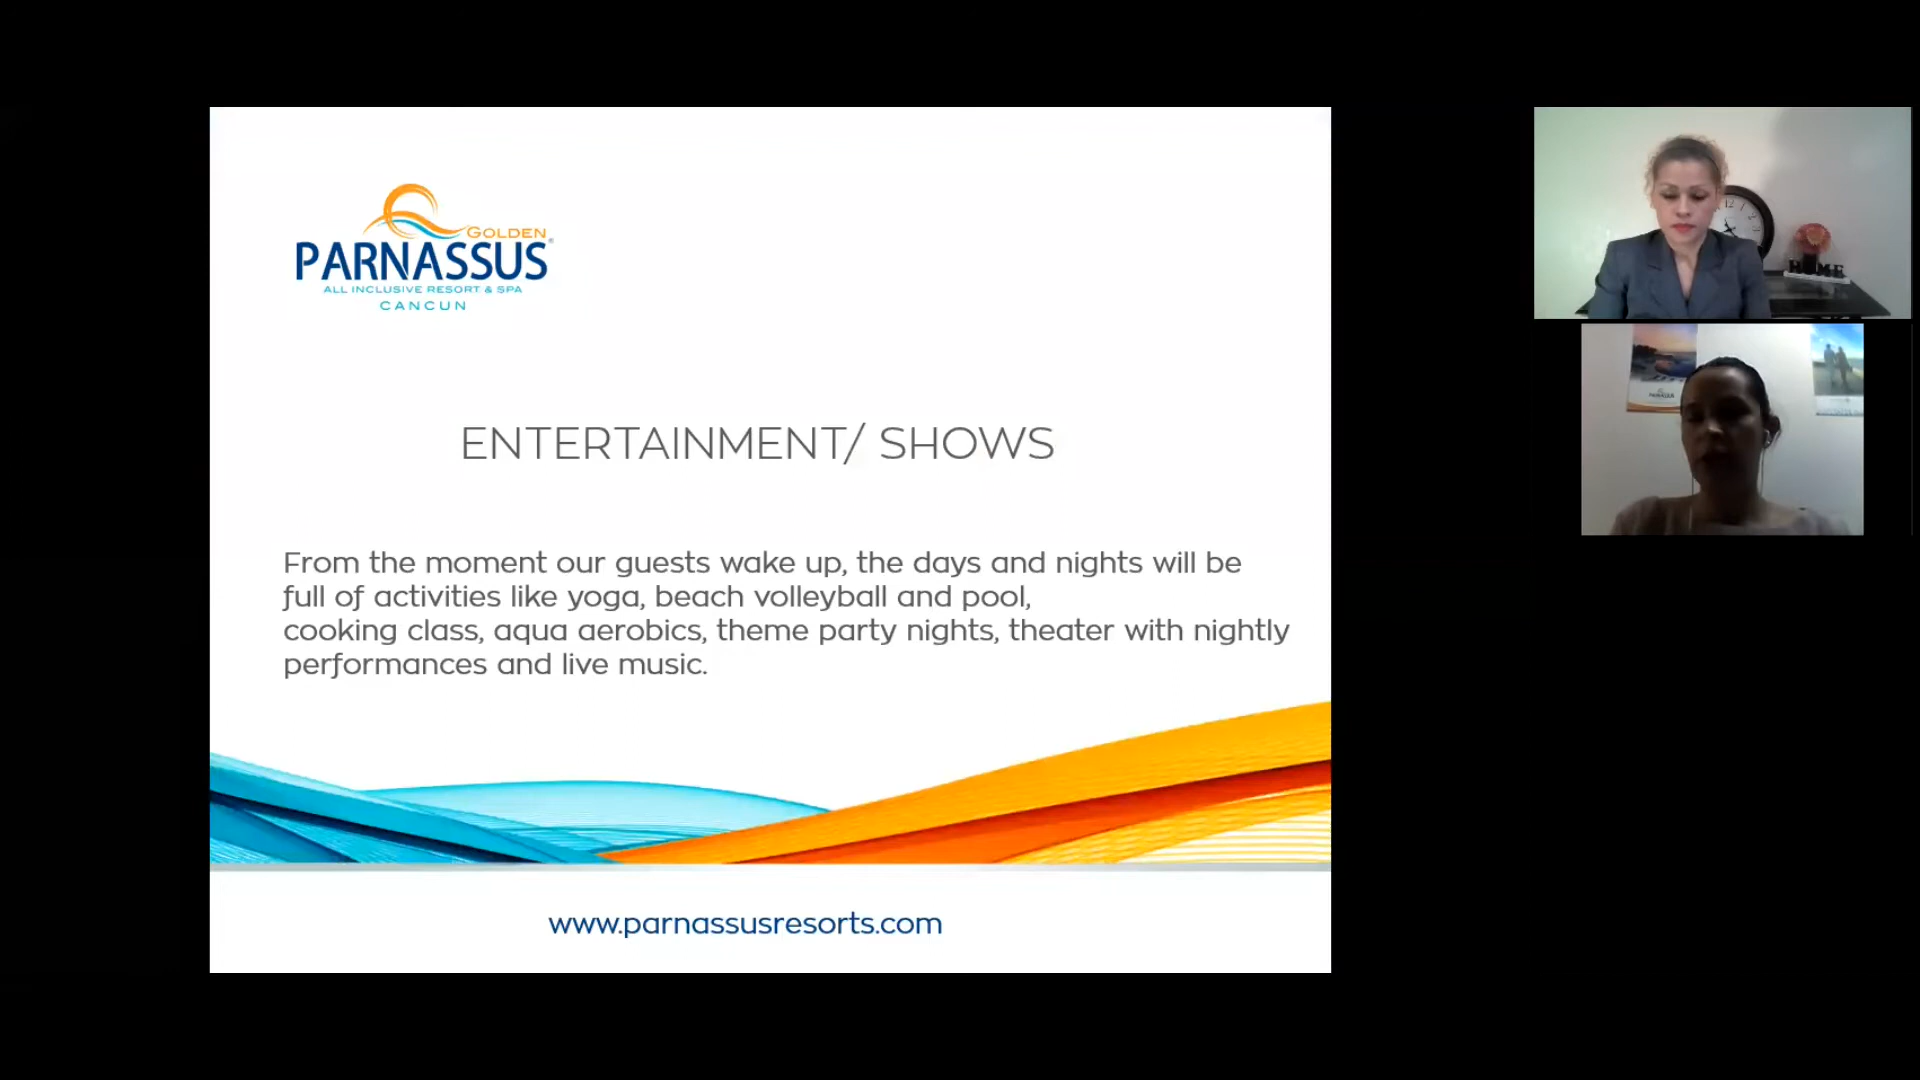 GOLDEN
PARNASSUS®
ALL INCLUSIVE RESORT & SPA
CANCUN
ENTERTAINMENT/ SHOWS
From the moment our guests wake up, the days and nights will be
full of activities like yoga, beach volleyball and pool,
cooking class, aqua aerobics, theme party nights, theater with nightly
performances and live music.
www.parnassusresorts.com
HOME